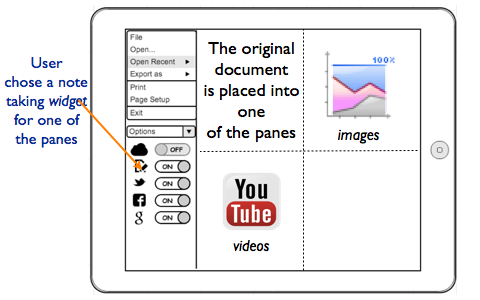 User
chose a note
taking widget
for one of
the panes
File
Open...
Open Recent
Export as
Print
Page Setup
Exit
Options
OFF
ON
ON
ON
ON
The original
document
is placed into
one
of the panes
100%
images
You
Tube
videos